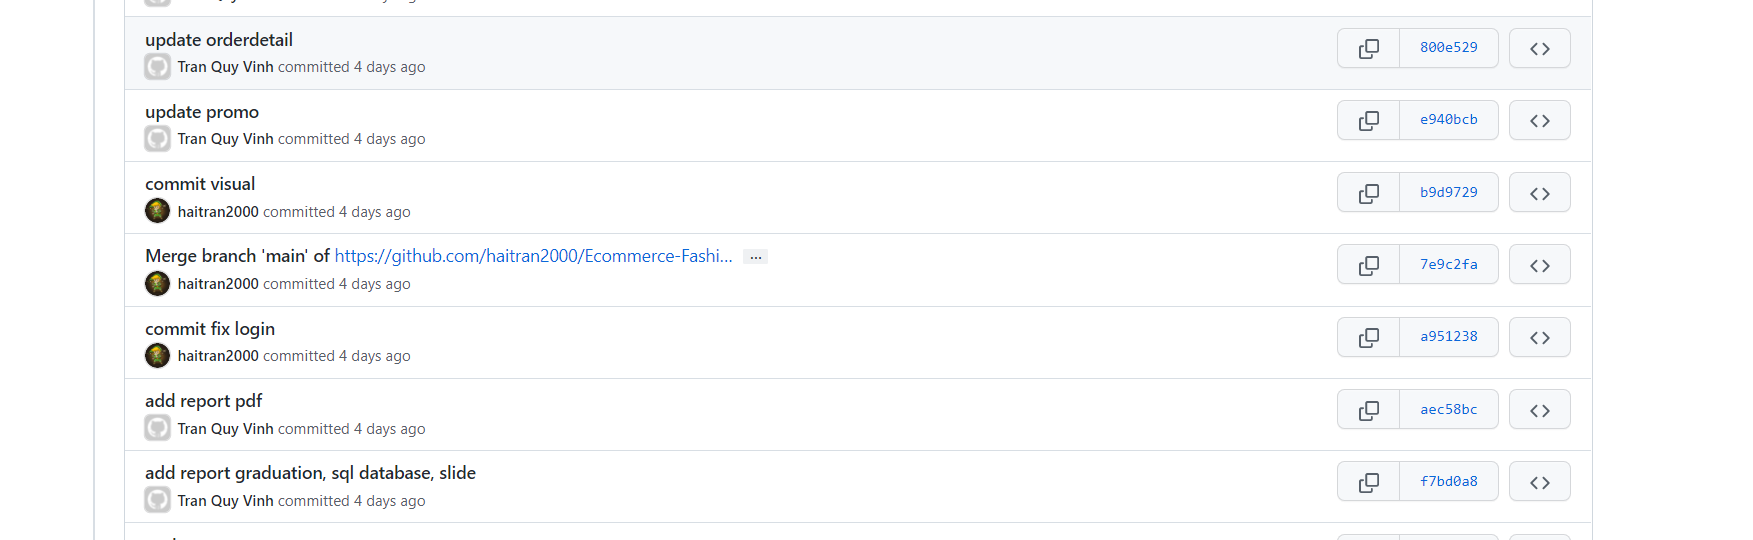 update orderdetail
800e529
Tran Quy Vinh committed 4 days ago
update promo
e940bcb
Tran Quy Vinh committed 4 days ago
commit visual
b9d9729
haitran2000 committed 4 days ago
Merge branch 'main' of https://github.com/haitran2000/Ecommerce-Fashi... ...
7e9c2fa
haitran2000 committed 4 days ago
commit fix login
a951238
haitran2000 committed 4 days ago
add report pdf
aec58bc
Tran Quy Vinh committed 4 days ago
add report graduation, sql database, slide
f7bd0a8
Tran Quy Vinh committed 4 days ago